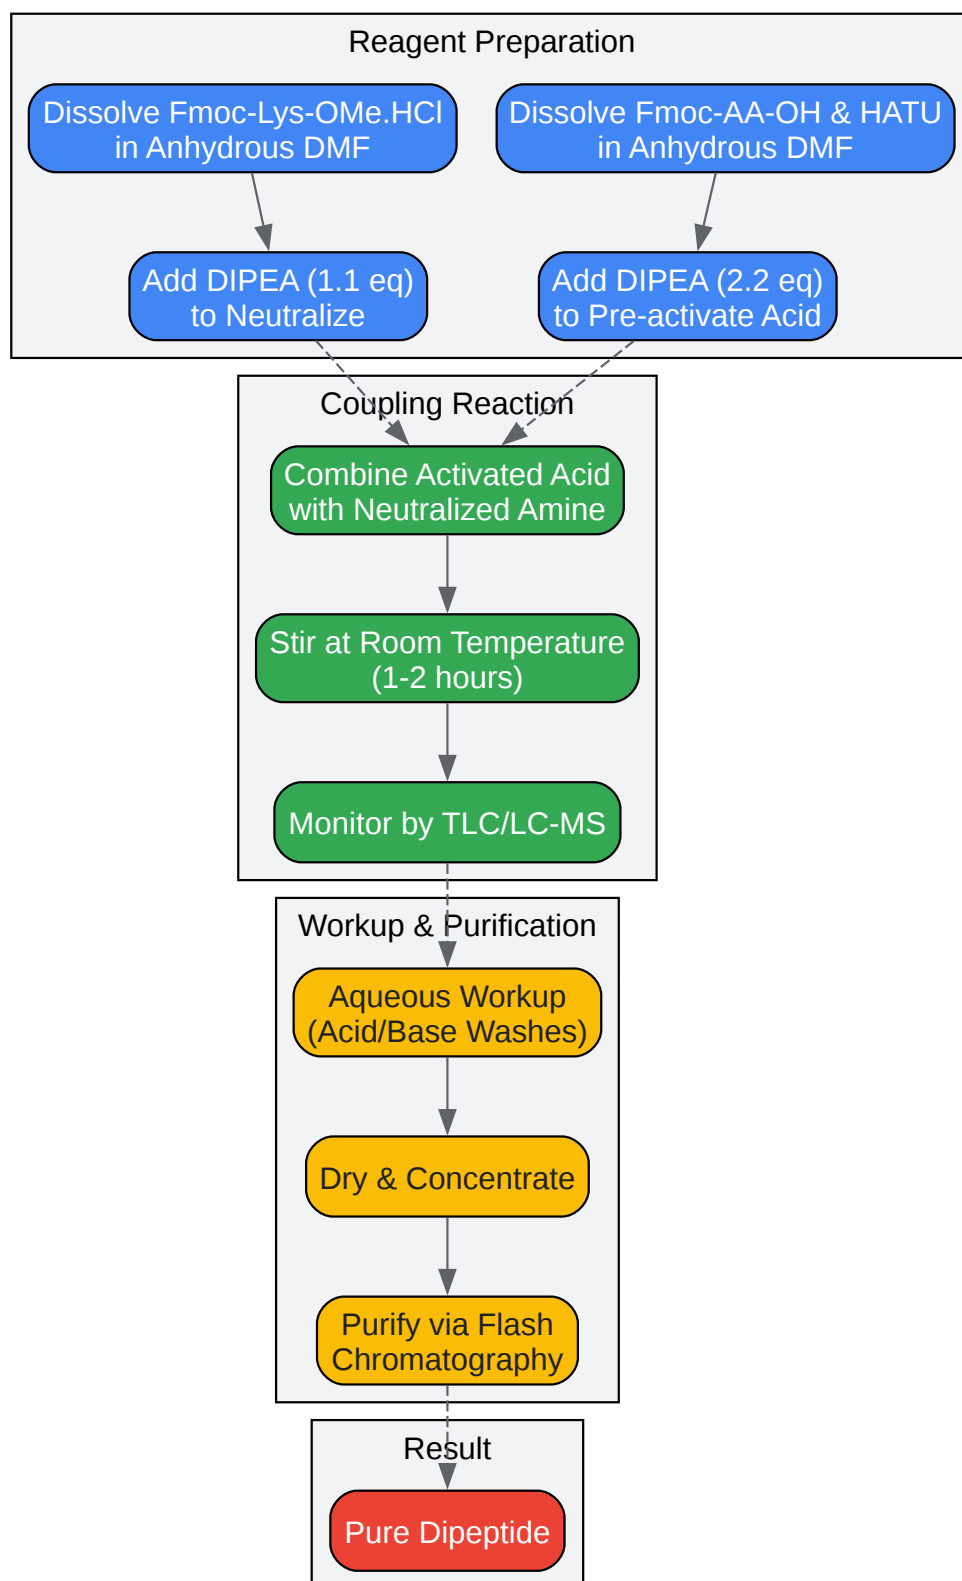 Reagent Preparation
Dissolve Fmoc-Lys-OMe.HCl
in Anhydrous DMF
Dissolve Fmoc-AA-OH & HATU
in Anhydrous DMF
Add DIPEA (1.1 eq)
to Neutralize
Add DIPEA (2.2 eq)
to Pre-activate Acid
Coupling Reaction
Combine Activated Acid
with Neutralized Amine
Stir at Room Temperature
(1-2 hours)
Monitor by TLC/LC-MS
Workup & Purification
Aqueous Workup
(Acid/Base Washes)
Dry & Concentrate
Purify via Flash
Chromatography
Result
Pure Dipeptide